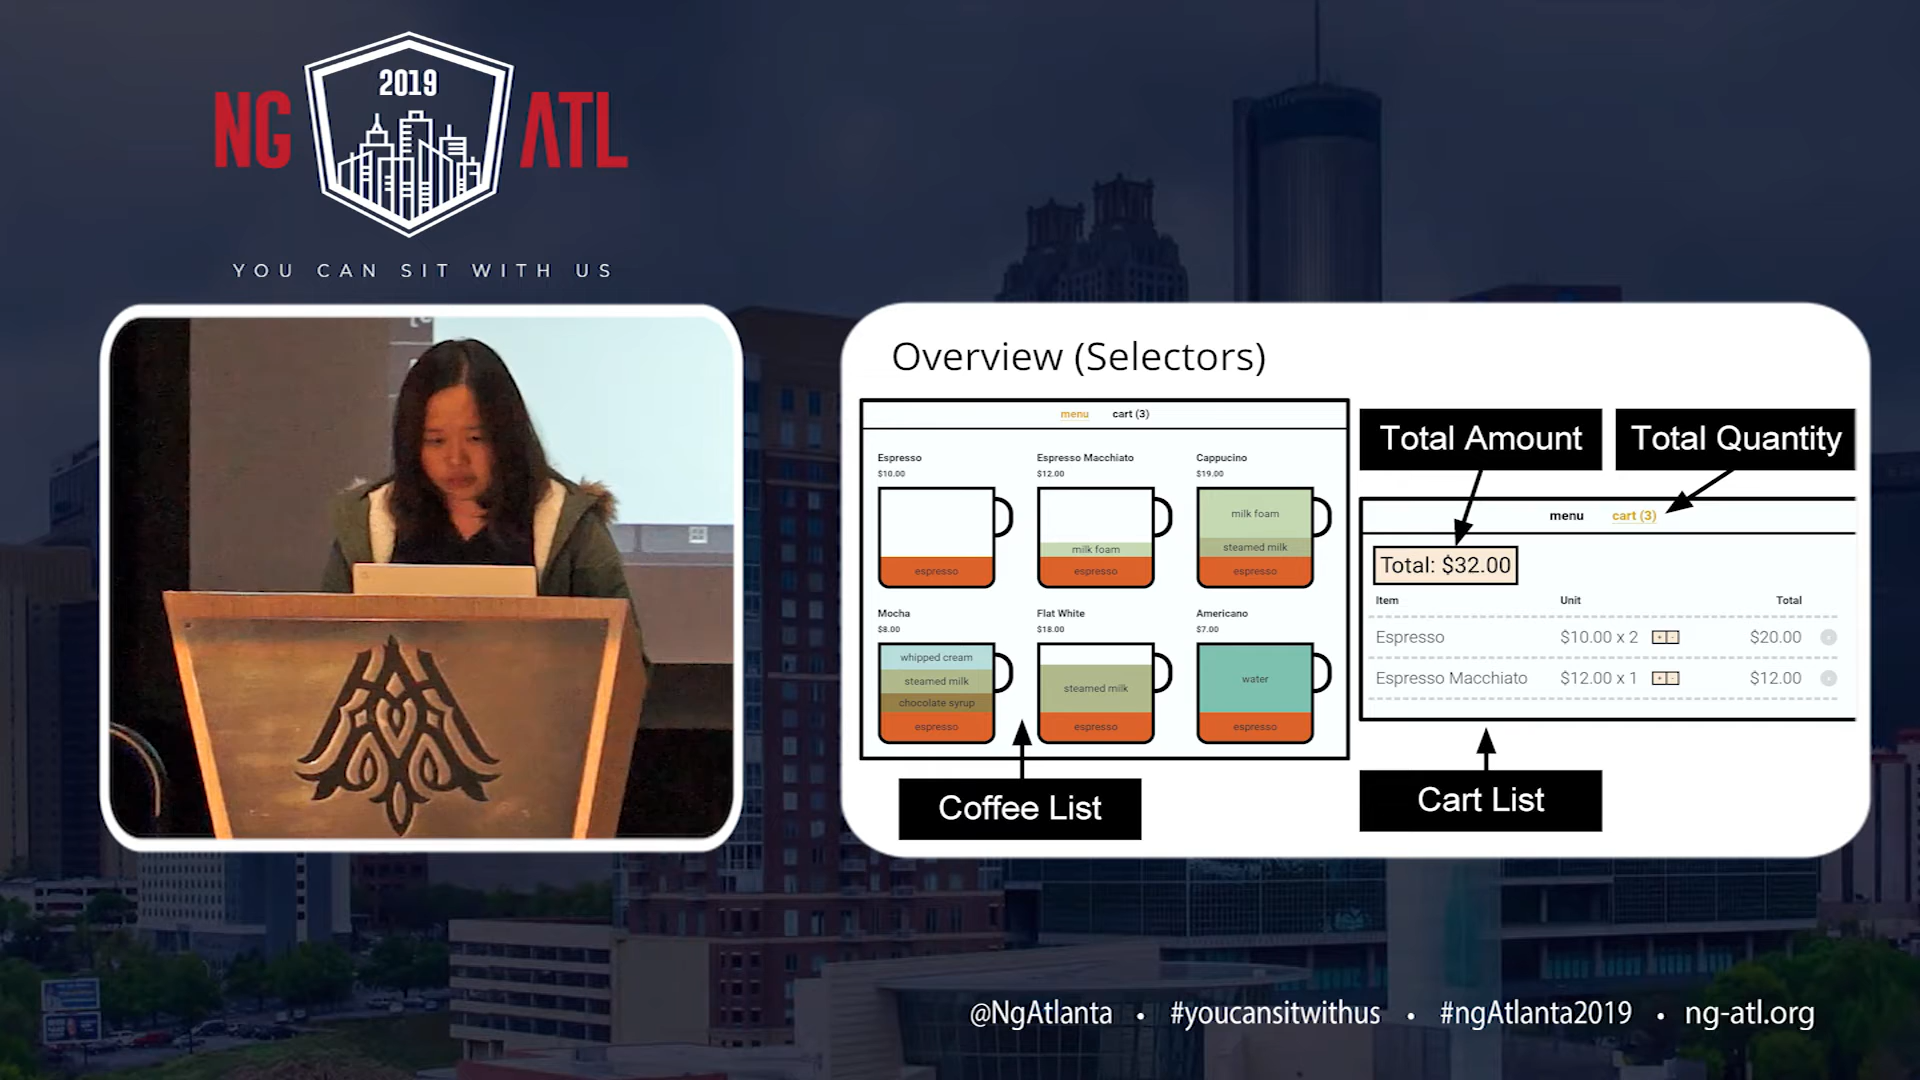 2019
NG ATL
YOU CAN SIT WITH US
Overview (Selectors)
menu cart (3)
Espresso
$10.00
espresso
Espresso Macchiato
$12.00
milk foam
espresso
Cappucino
$19.00
milk foam
steamed milk
espresso
Mocha
$8.00
whipped cream
steamed milk
chocolate syrup
espresso
Flat White
$18.00
steamed milk
espresso
Americano
$7.00
water
espresso
Coffee List
Total Amount
Total Quantity
menu cart (3)
Total: $32.00
Item Unit Total
Espresso $10.00 x 2 $20.00
Espresso Macchiato $12.00 x 1 $12.00
Cart List
@NgAtlanta • #youcansitwithus • #ngAtlanta2019 • ng-atl.org